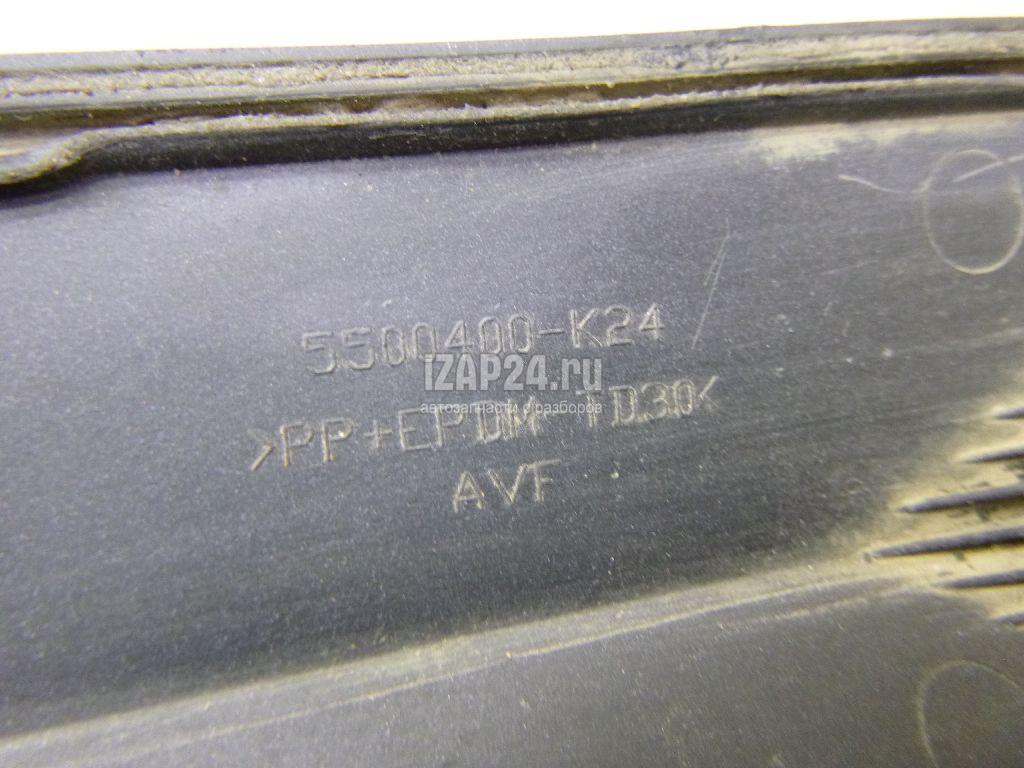 5500400-K24
iZAP24.ru
автозапчасти с разборов
>PP+EPDM-TD30<
AVF